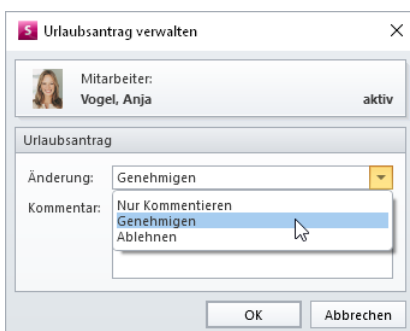 S Urlaubsantrag verwalten
Mitarbeiter:
Vogel, Anja aktiv
Urlaubsantrag
Änderung: Genehmigen
Kommentar: Nur Kommentieren
Genehmigen
Ablehnen
OK Abbrechen